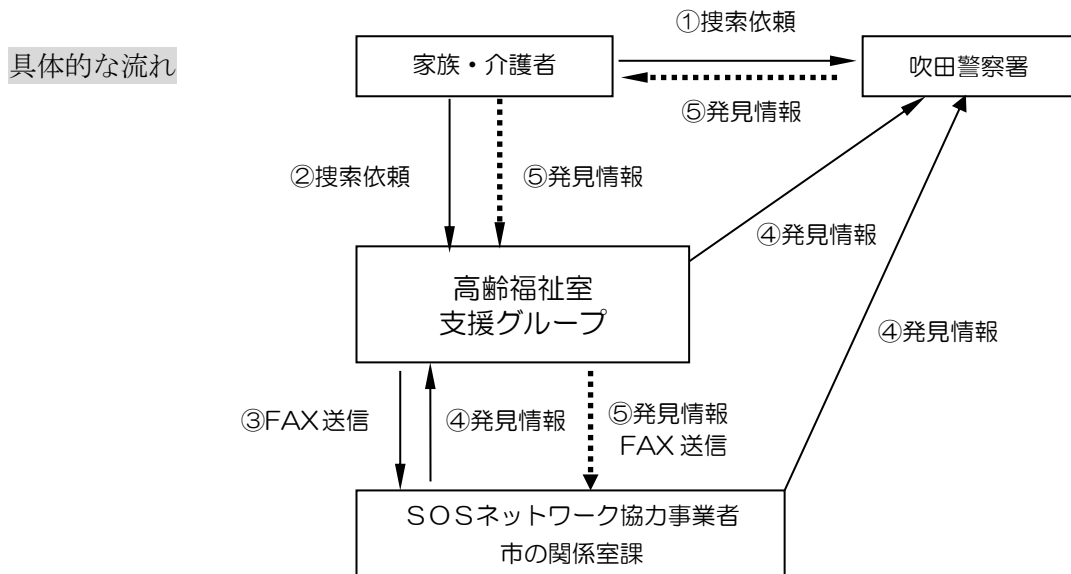 ①捜索依頼
具体的な流れ
家族・介護者
吹田警察署
⑤発見情報
②捜索依頼
⑤発見情報
④発見情報
高齢福祉室
支援グループ
④発見情報
③FAX送信
④発見情報
⑤発見情報
FAX 送信
SOSネットワーク協力事業者
市の関係室課